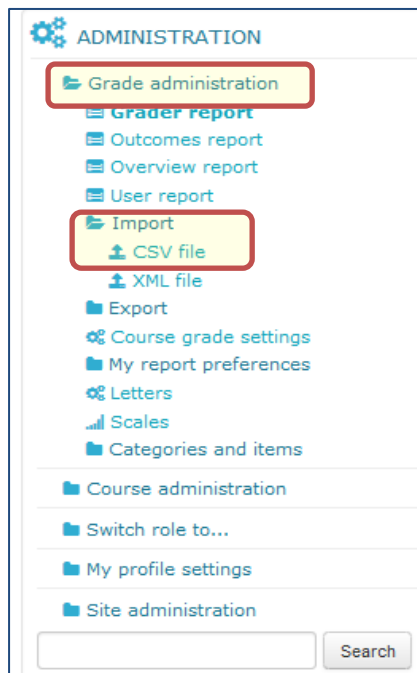 ADMINISTRATION
Grade administration
Grader report
Outcomes report
Overview report
User report
Import
CSV file
XML file
Export
Course grade settings
My report preferences
Letters
Scales
Categories and items
Course administration
Switch role to...
My profile settings
Site administration
Search